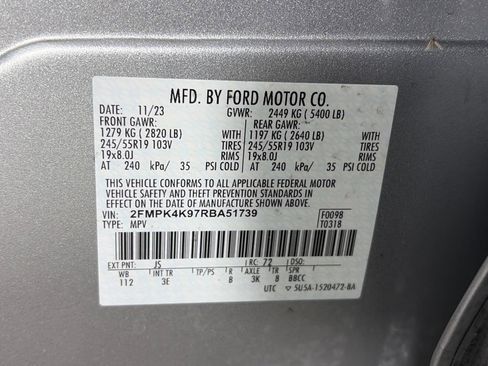 MFD. BY FORD MOTOR CO.
DATE: 11/23 GVWR: 2449 KG ( 5400 LB)
FRONT GAWR: REAR GAWR:
1279 KG ( 2820 LB) WITH 1197 KG ( 2640 LB) WITH
245/55R19 103V TIRES 245/55R19 103V TIRES
19x8.0J RIMS 19x8.0J RIMS
AT 240 kPa/ 35 PSI COLD AT 240 kPa/ 35 PSI COLD
THIS VEHICLE CONFORMS TO ALL APPLICABLE FEDERAL MOTOR
VEHICLE SAFETY AND THEFT PREVENTION STANDARDS IN
EFFECT ON THE DATE OF MANUFACTURE SHOWN ABOVE.
VIN: 2FMPK4K97RBA51739 F0098
TYPE: MPV T0318
EXT PNT: JS RC: 72 DSO:
WB INT TR TP/PS R AXLE TR SPR
112 3E B 3K B BBCC
UTC ▽ 5U5A-1520472-BA